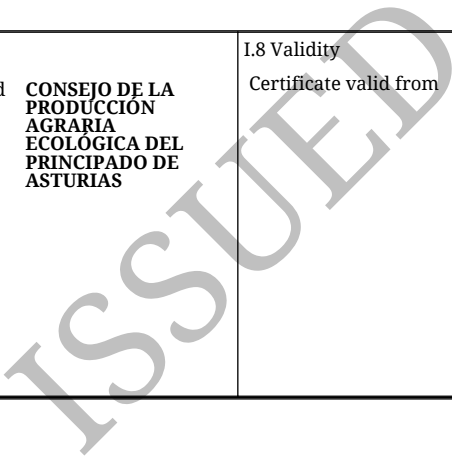 d CONSEJO DE LA
PRODUCCIÓN
AGRARIA
ECOLÓGICA DEL
PRINCIPADO DE
ASTURIAS
I.8 Validity
Certificate valid from
ISSUED